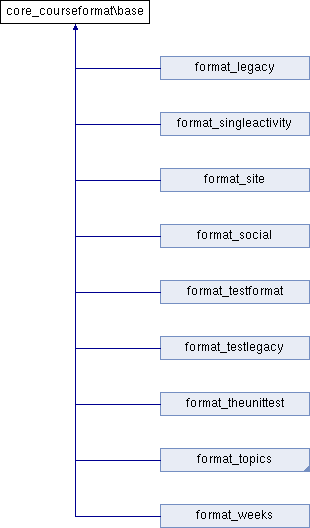 core_courseformat\base
format_legacy
format_singleactivity
format_site
format_social
format_testformat
format_testlegacy
format_theunittest
format_topics
format_weeks